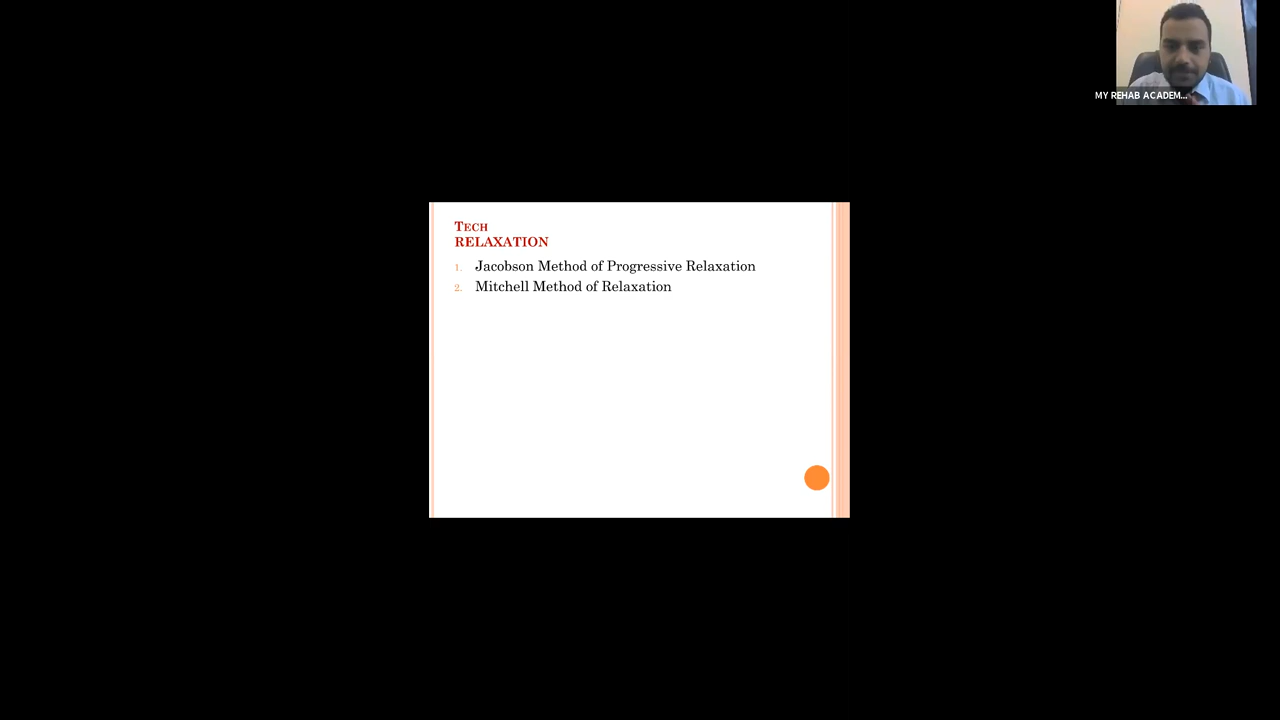 MY REHAB ACADEM...
TECH
RELAXATION
1. Jacobson Method of Progressive Relaxation
2. Mitchell Method of Relaxation